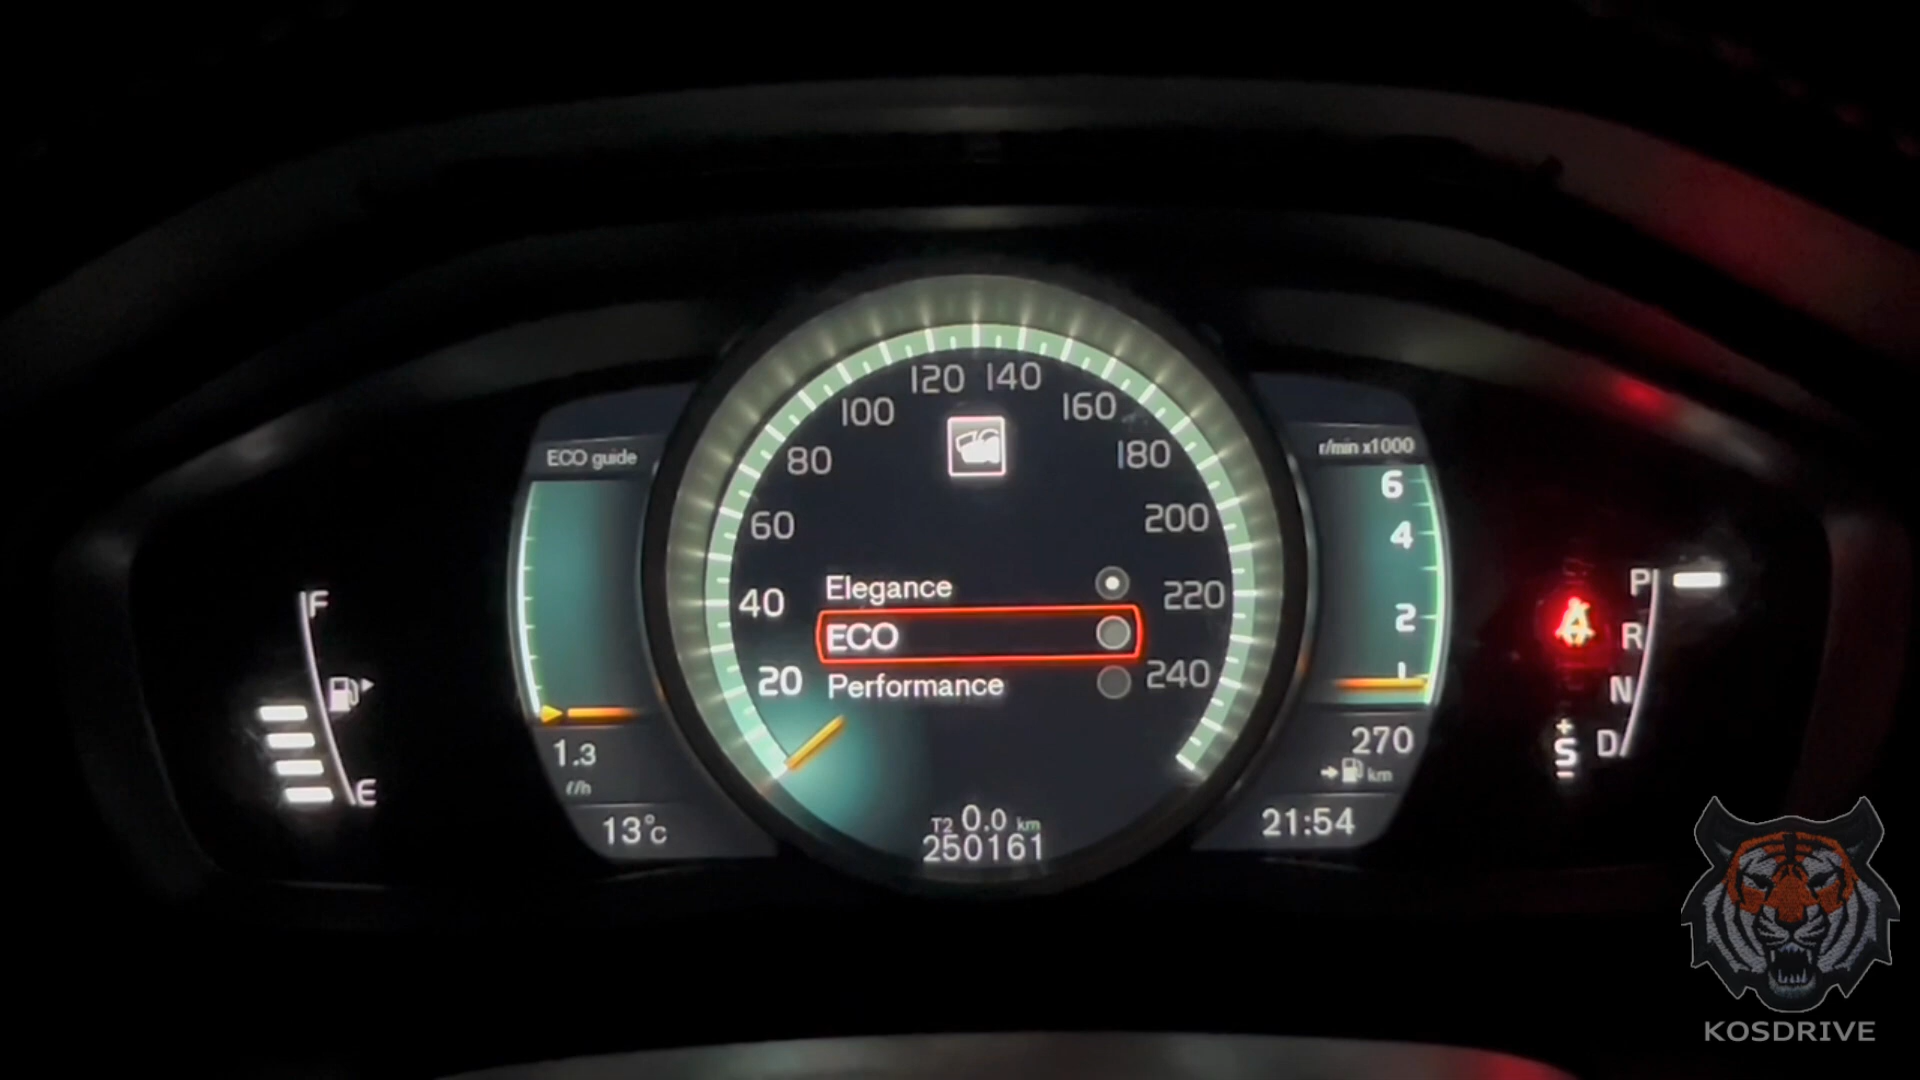 ECO guide
1.3
ℓ/h
13°c
F
E
20
40
60
80
100
120
140
160
180
200
220
240
Elegance
ECO
Performance
T2 0.0 km
250161
r/min x1000
6
4
2
1
270
km
21:54
P
R
N
D
+
S
−
KOSDRIVE